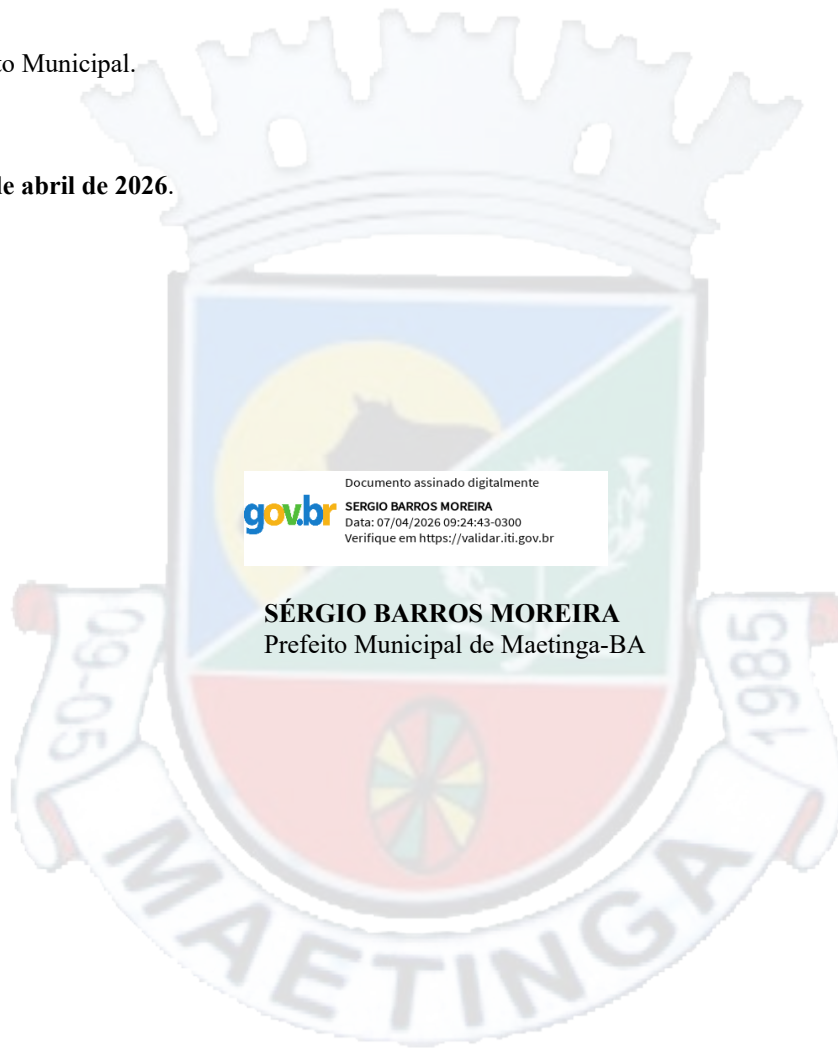 to Municipal.
de abril de 2026.
Documento assinado digitalmente
gov.br
SERGIO BARROS MOREIRA
Data: 07/04/2026 09:24:43-0300
Verifique em https://validar.iti.gov.br
SÉRGIO BARROS MOREIRA
Prefeito Municipal de Maetinga-BA
09-05
1985
MAETINGA